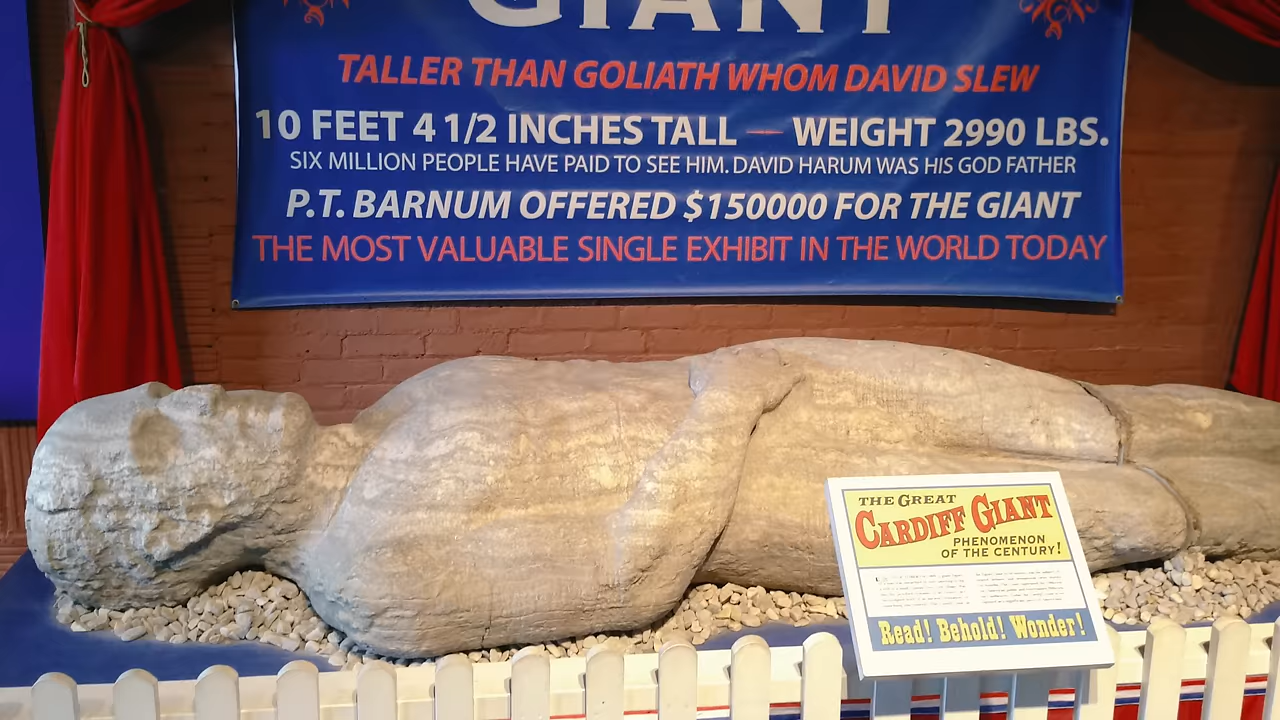 GIANT
TALLER THAN GOLIATH WHOM DAVID SLEW
10 FEET 4 1/2 INCHES TALL — WEIGHT 2990 LBS.
SIX MILLION PEOPLE HAVE PAID TO SEE HIM. DAVID HARUM WAS HIS GOD FATHER
P.T. BARNUM OFFERED $150000 FOR THE GIANT
THE MOST VALUABLE SINGLE EXHIBIT IN THE WORLD TODAY
THE GREAT
CARDIFF GIANT
PHENOMENON
OF THE CENTURY!
Read! Behold! Wonder!